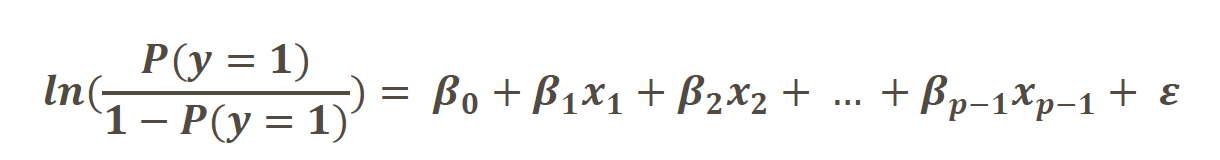 ln(P(y = 1)/1 − P(y = 1)) = β₀ + β₁x₁ + β₂x₂ + … + βₚ₋₁xₚ₋₁ + ε